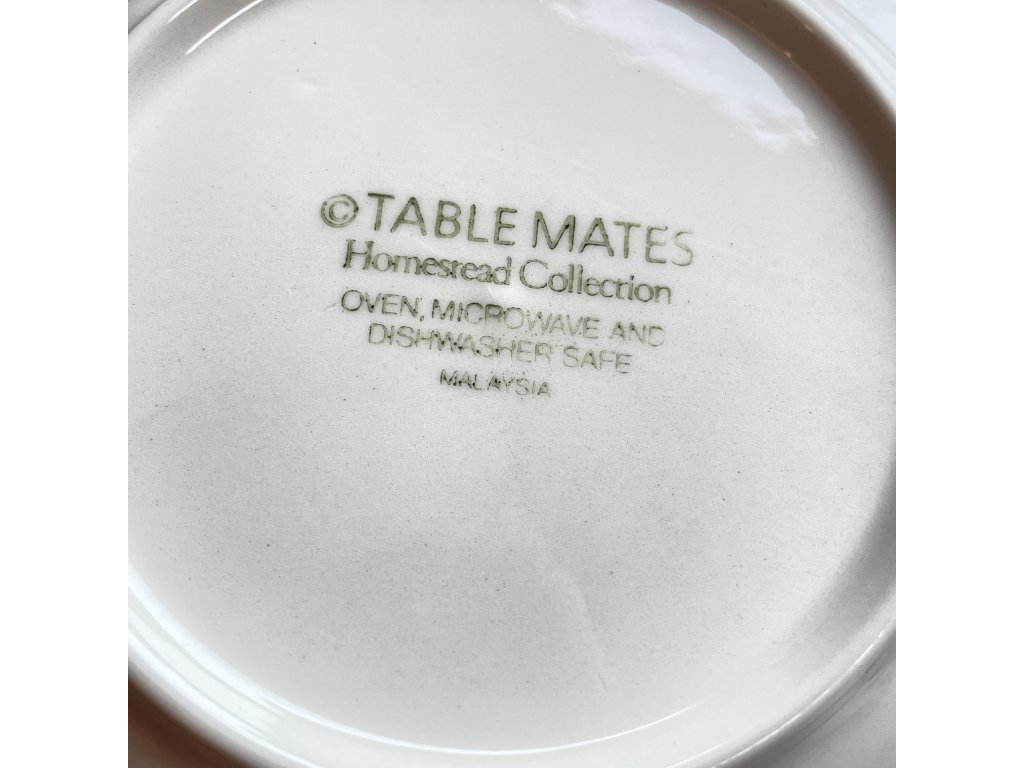 © TABLE MATES
Homestead Collection
OVEN, MICROWAVE AND
DISHWASHER SAFE
MALAYSIA